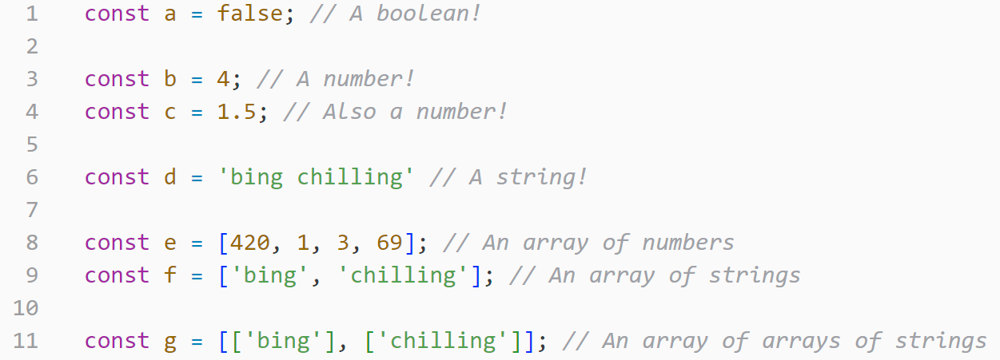 1 const a = false; // A boolean!
2
3 const b = 4; // A number!
4 const c = 1.5; // Also a number!
5
6 const d = 'bing chilling' // A string!
7
8 const e = [420, 1, 3, 69]; // An array of numbers
9 const f = ['bing', 'chilling']; // An array of strings
10
11 const g = [['bing'], ['chilling']]; // An array of arrays of strings